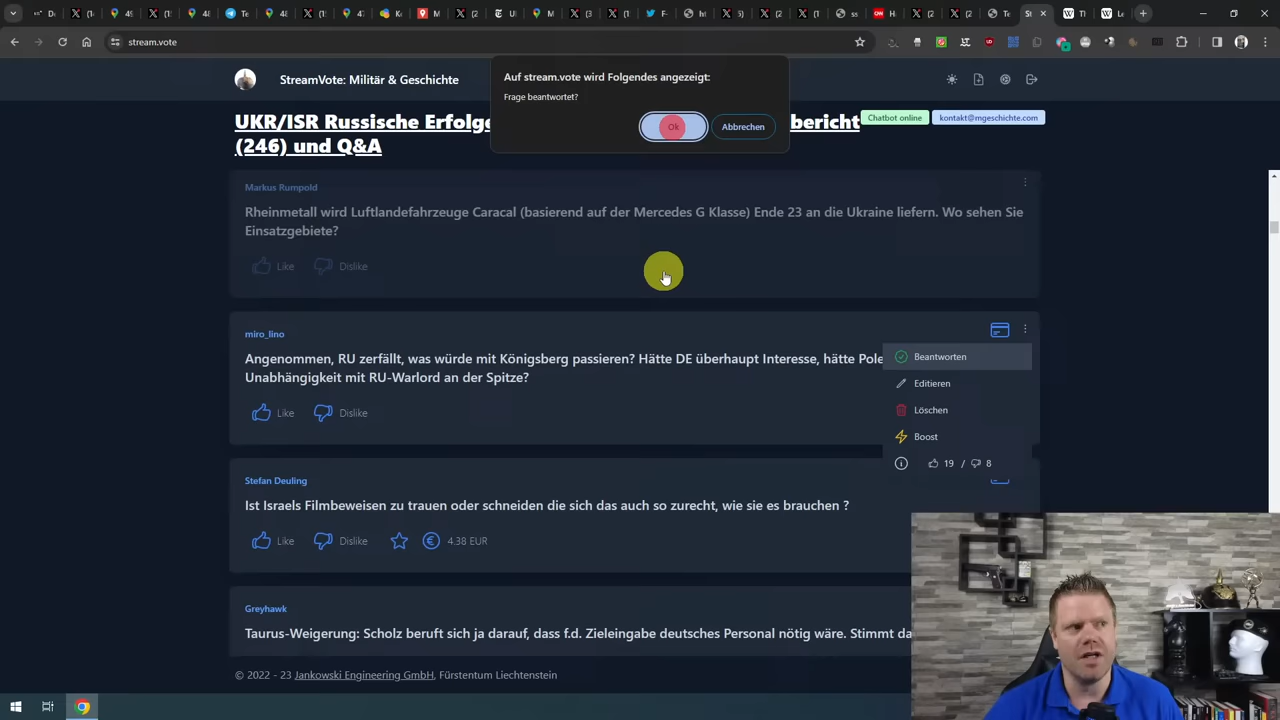 stream.vote
Auf stream.vote wird Folgendes angezeigt:
Frage beantwortet?
Ok
Abbrechen
StreamVote: Militär & Geschichte
UKR/ISR Russische Erfolge
bericht
(246) und Q&A
Chatbot online
kontakt@mgeschichte.com
Markus Rumpold
Rheinmetall wird Luftlandefahrzeuge Caracal (basierend auf der Mercedes G Klasse) Ende 23 an die Ukraine liefern. Wo sehen Sie
Einsatzgebiete?
Like
Dislike
miro_lino
Angenommen, RU zerfällt, was würde mit Königsberg passieren? Hätte DE überhaupt Interesse, hätte Pole
Unabhängigkeit mit RU-Warlord an der Spitze?
Like
Dislike
Beantworten
Editieren
Löschen
Boost
19 / 8
Stefan Deuling
Ist Israels Filmbeweisen zu trauen oder schneiden die sich das auch so zurecht, wie sie es brauchen ?
Like
Dislike
4.38 EUR
Greyhawk
Taurus-Weigerung: Scholz beruft sich ja darauf, dass f.d. Zieleingabe deutsches Personal nötig wäre. Stimmt da
© 2022 - 23 Jankowski Engineering GmbH, Fürstentum Liechtenstein